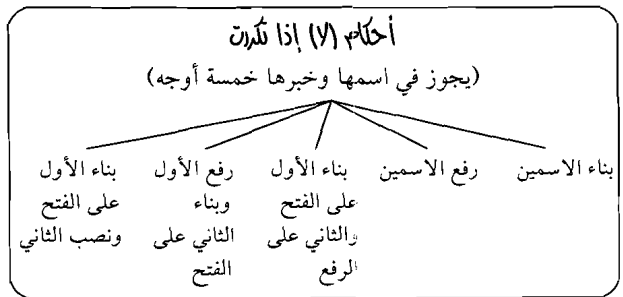 أحكام (لا) إذا تكررت
(يجوز في اسمها وخبرها خمسة أوجه)
بناء الاسمين
رفع الاسمين
بناء الأول
على الفتح
والثاني على
الرفع
رفع الأول
وبناء
الثاني على
الفتح
بناء الأول
على الفتح
ونصب الثاني